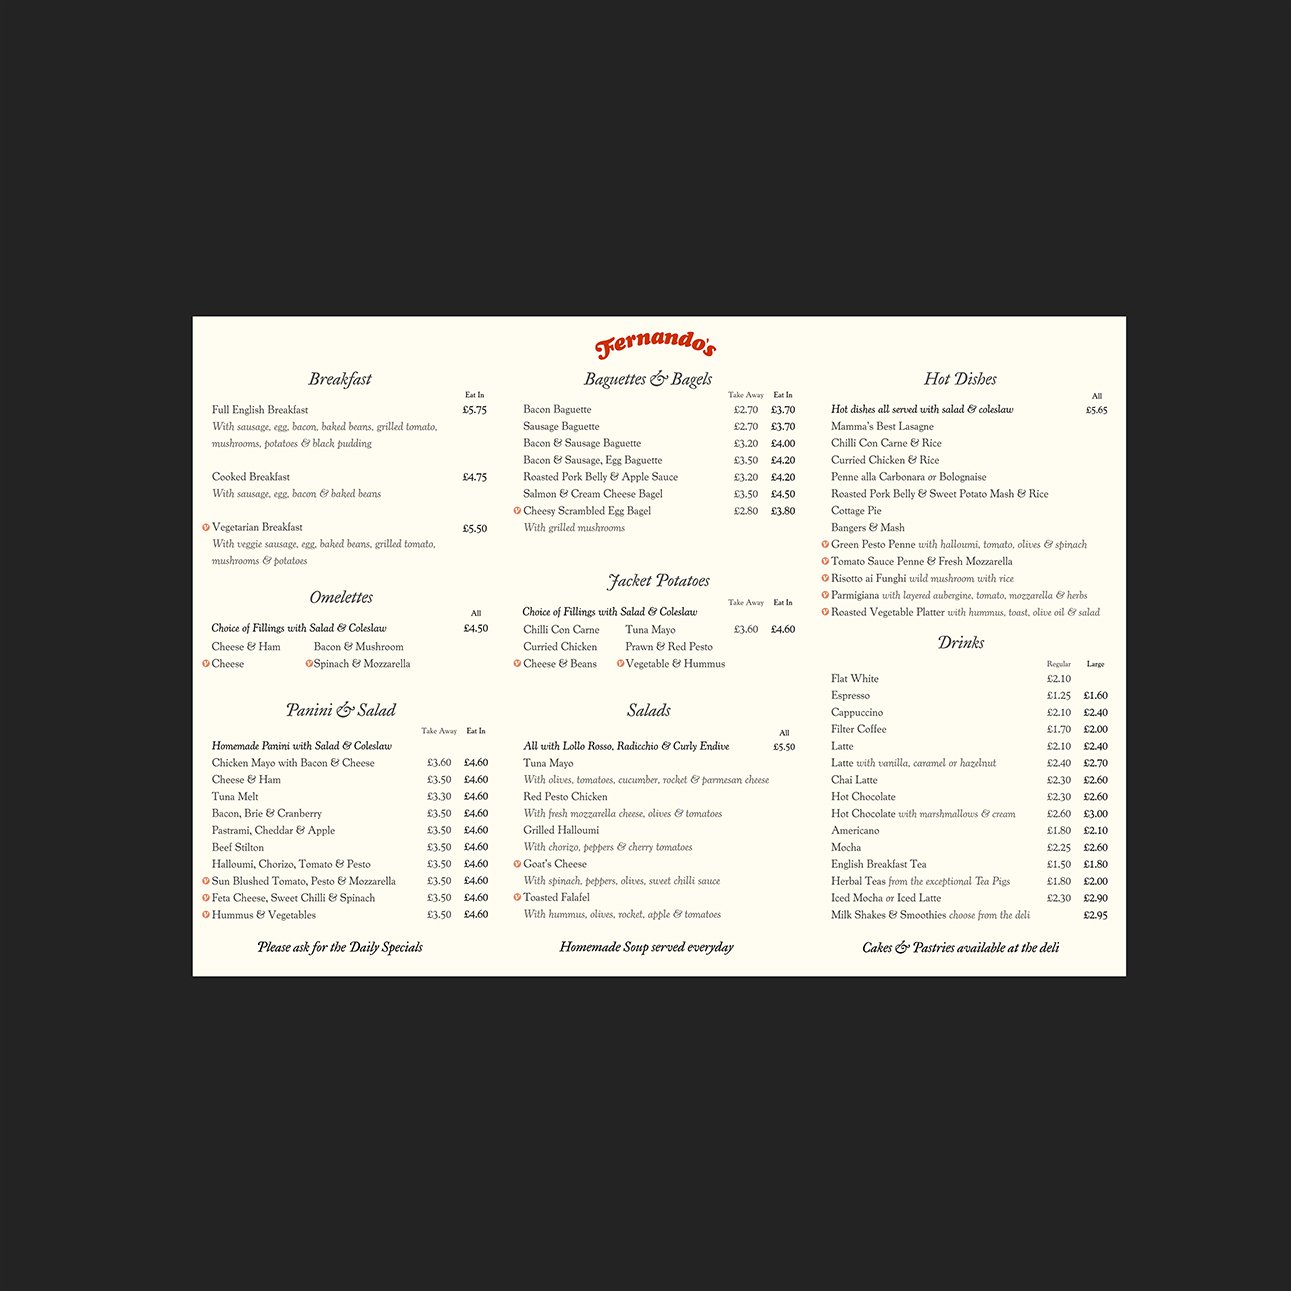 Fernando's
Breakfast
Eat In
Full English Breakfast £5.75
With sausage, egg, bacon, baked beans, grilled tomato,
mushrooms, potatoes & black pudding
Cooked Breakfast £4.75
With sausage, egg, bacon & baked beans
V Vegetarian Breakfast £5.50
With veggie sausage, egg, baked beans, grilled tomato,
mushrooms & potatoes
Omelettes
All
Choice of Fillings with Salad & Coleslaw £4.50
Cheese & Ham Bacon & Mushroom
V Cheese V Spinach & Mozzarella
Panini & Salad
Take Away Eat In
Homemade Panini with Salad & Coleslaw
Chicken Mayo with Bacon & Cheese £3.60 £4.60
Cheese & Ham £3.50 £4.60
Tuna Melt £3.30 £4.60
Bacon, Brie & Cranberry £3.50 £4.60
Pastrami, Cheddar & Apple £3.50 £4.60
Beef Stilton £3.50 £4.60
Halloumi, Chorizo, Tomato & Pesto £3.50 £4.60
V Sun Blushed Tomato, Pesto & Mozzarella £3.50 £4.60
V Feta Cheese, Sweet Chilli & Spinach £3.50 £4.60
V Hummus & Vegetables £3.50 £4.60
Please ask for the Daily Specials
Baguettes & Bagels
Take Away Eat In
Bacon Baguette £2.70 £3.70
Sausage Baguette £2.70 £3.70
Bacon & Sausage Baguette £3.20 £4.00
Bacon & Sausage, Egg Baguette £3.50 £4.20
Roasted Pork Belly & Apple Sauce £3.20 £4.20
Salmon & Cream Cheese Bagel £3.50 £4.50
V Cheesy Scrambled Egg Bagel £2.80 £3.80
With grilled mushrooms
Jacket Potatoes
Take Away Eat In
Choice of Fillings with Salad & Coleslaw
Chilli Con Carne Tuna Mayo £3.60 £4.60
Curried Chicken Prawn & Red Pesto
V Cheese & Beans V Vegetable & Hummus
Salads
All
All with Lollo Rosso, Radicchio & Curly Endive £5.50
Tuna Mayo
With olives, tomatoes, cucumber, rocket & parmesan cheese
Red Pesto Chicken
With fresh mozzarella cheese, olives & tomatoes
Grilled Halloumi
With chorizo, peppers & cherry tomatoes
V Goat's Cheese
With spinach, peppers, olives, sweet chilli sauce
V Toasted Falafel
With hummus, olives, rocket, apple & tomatoes
Homemade Soup served everyday
Hot Dishes
All
Hot dishes all served with salad & coleslaw £5.65
Mamma's Best Lasagne
Chilli Con Carne & Rice
Curried Chicken & Rice
Penne alla Carbonara or Bolognaise
Roasted Pork Belly & Sweet Potato Mash & Rice
Cottage Pie
Bangers & Mash
V Green Pesto Penne with halloumi, tomato, olives & spinach
V Tomato Sauce Penne & Fresh Mozzarella
V Risotto ai Funghi wild mushroom with rice
V Parmigiana with layered aubergine, tomato, mozzarella & herbs
V Roasted Vegetable Platter with hummus, toast, olive oil & salad
Drinks
Regular Large
Flat White £2.10
Espresso £1.25 £1.60
Cappuccino £2.10 £2.40
Filter Coffee £1.70 £2.00
Latte £2.10 £2.40
Latte with vanilla, caramel or hazelnut £2.40 £2.70
Chai Latte £2.30 £2.60
Hot Chocolate £2.30 £2.60
Hot Chocolate with marshmallows & cream £2.60 £3.00
Americano £1.80 £2.10
Mocha £2.25 £2.60
English Breakfast Tea £1.50 £1.80
Herbal Teas from the exceptional Tea Pigs £1.80 £2.00
Iced Mocha or Iced Latte £2.30 £2.90
Milk Shakes & Smoothies choose from the deli £2.95
Cakes & Pastries available at the deli